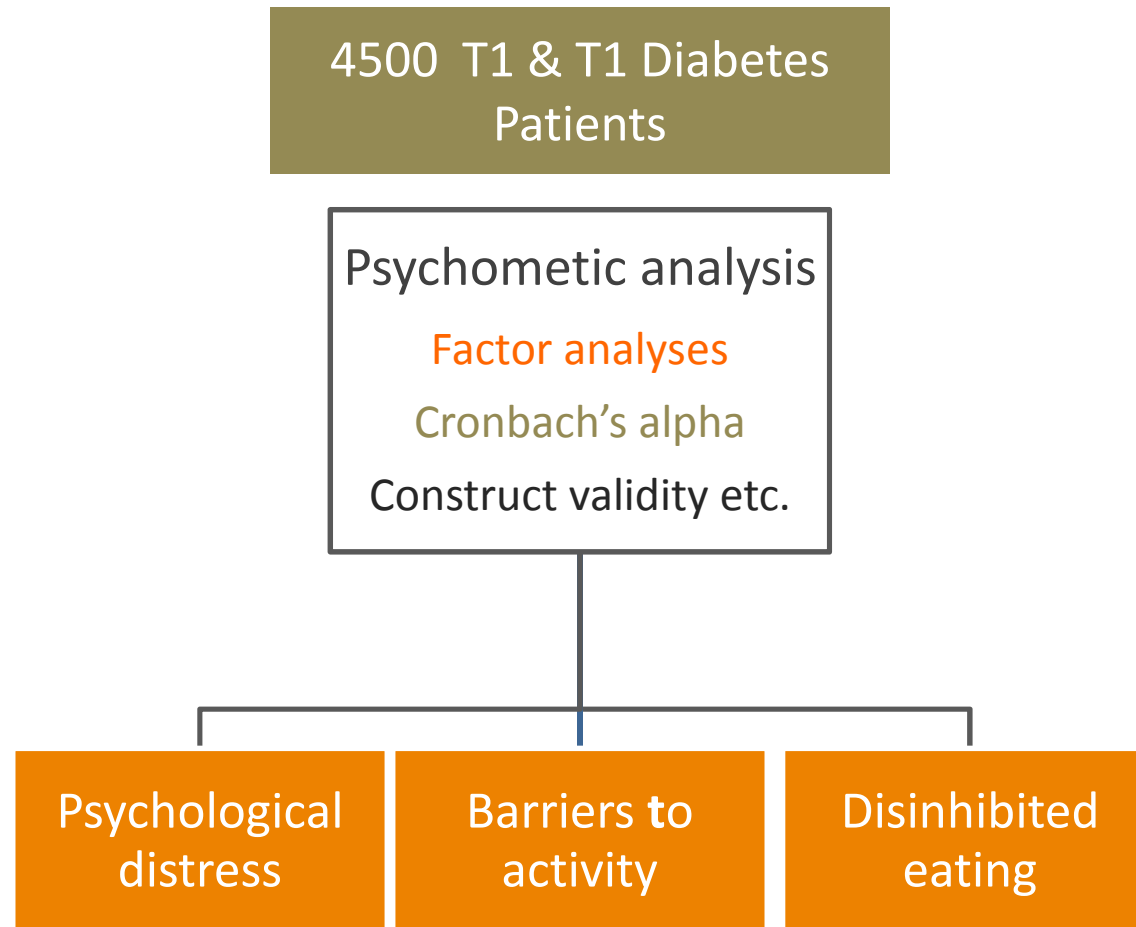 4500 T1 & T1 Diabetes
Patients
Psychometic analysis
Factor analyses
Cronbach’s alpha
Construct validity etc.
Psychological
distress
Barriers to
activity
Disinhibited
eating